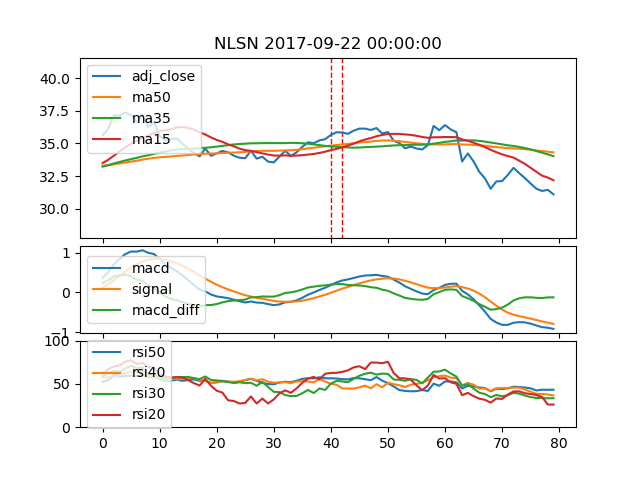 NLSN 2017-09-22 00:00:00
40.0
37.5
35.0
32.5
30.0
adj_close
ma50
ma35
ma15
1
0
−1
macd
signal
macd_diff
100
50
0
rsi50
rsi40
rsi30
rsi20
0 10 20 30 40 50 60 70 80